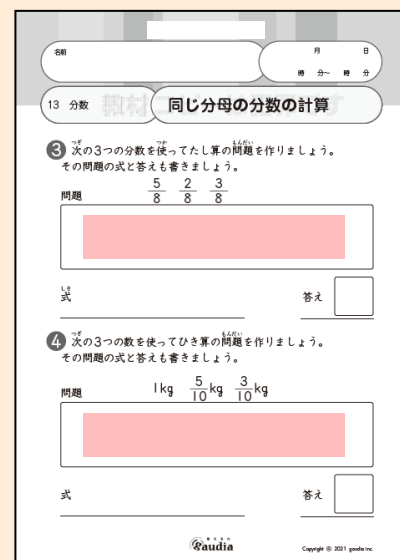 名前
月 日
時 分〜 時 分
13 分数
同じ分母の分数の計算
3 次の3つの分数を使ってたし算の問題を作りましょう。
その問題の式と答えも書きましょう。
問題 5/8 2/8 3/8
式 答え
4 次の3つの数を使ってひき算の問題を作りましょう。
その問題の式と答えも書きましょう。
問題 1kg 5/10kg 3/10kg
式 答え
Gaudia
Copyright © 2021 gaudia inc.